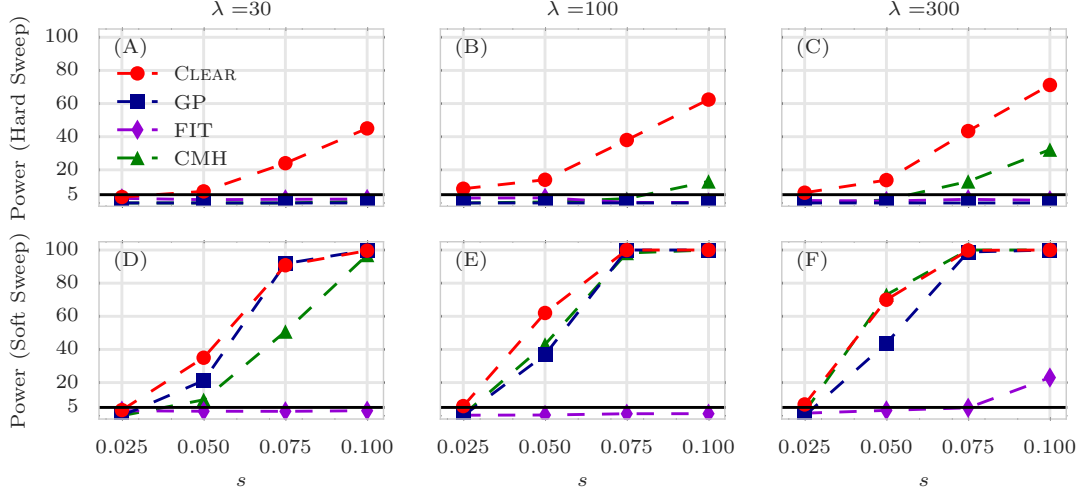 λ =30 λ =100 λ =300
Power (Hard Sweep)
100
80
60
40
20
5
(A)
CLEAR
GP
FIT
CMH
(B)
(C)
Power (Soft Sweep)
100
80
60
40
20
5
(D)
(E)
(F)
0.025 0.050 0.075 0.100 0.025 0.050 0.075 0.100 0.025 0.050 0.075 0.100
s s s